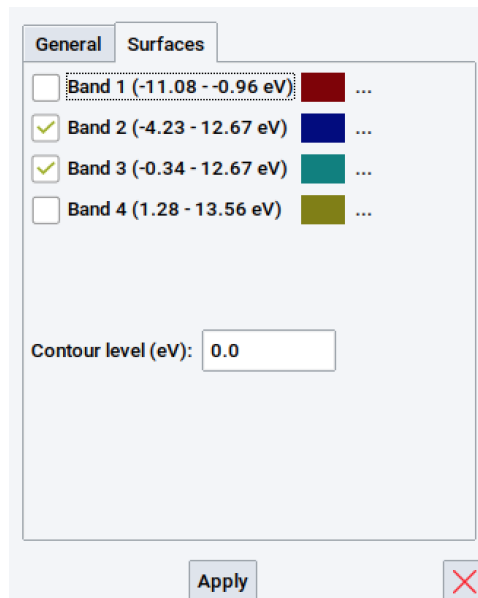 General Surfaces
Band 1 (-11.08 - -0.96 eV) ...
Band 2 (-4.23 - 12.67 eV) ...
Band 3 (-0.34 - 12.67 eV) ...
Band 4 (1.28 - 13.56 eV) ...
Contour level (eV): 0.0
Apply